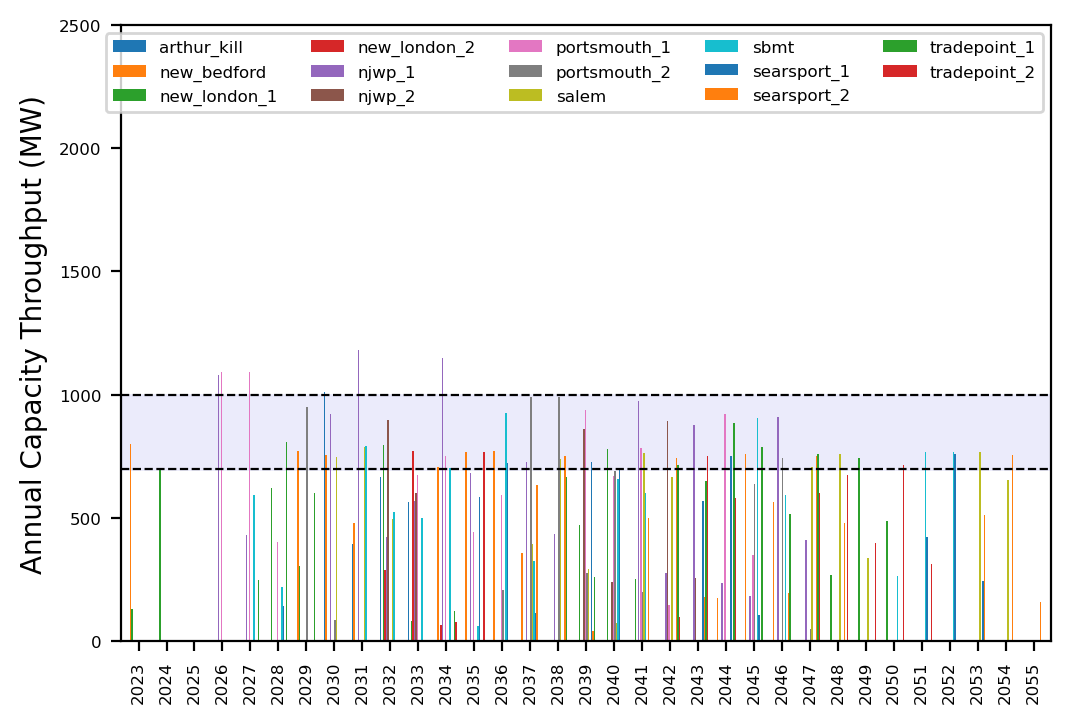 2500
arthur_kill new_london_2 portsmouth_1 sbmt tradepoint_1
new_bedford njwp_1 portsmouth_2 searsport_1 tradepoint_2
new_london_1 njwp_2 salem searsport_2
2000
1500
1000
500
0
Annual Capacity Throughput (MW)
2023 2024 2025 2026 2027 2028 2029 2030 2031 2032 2033 2034 2035 2036 2037 2038 2039 2040 2041 2042 2043 2044 2045 2046 2047 2048 2049 2050 2051 2052 2053 2054 2055